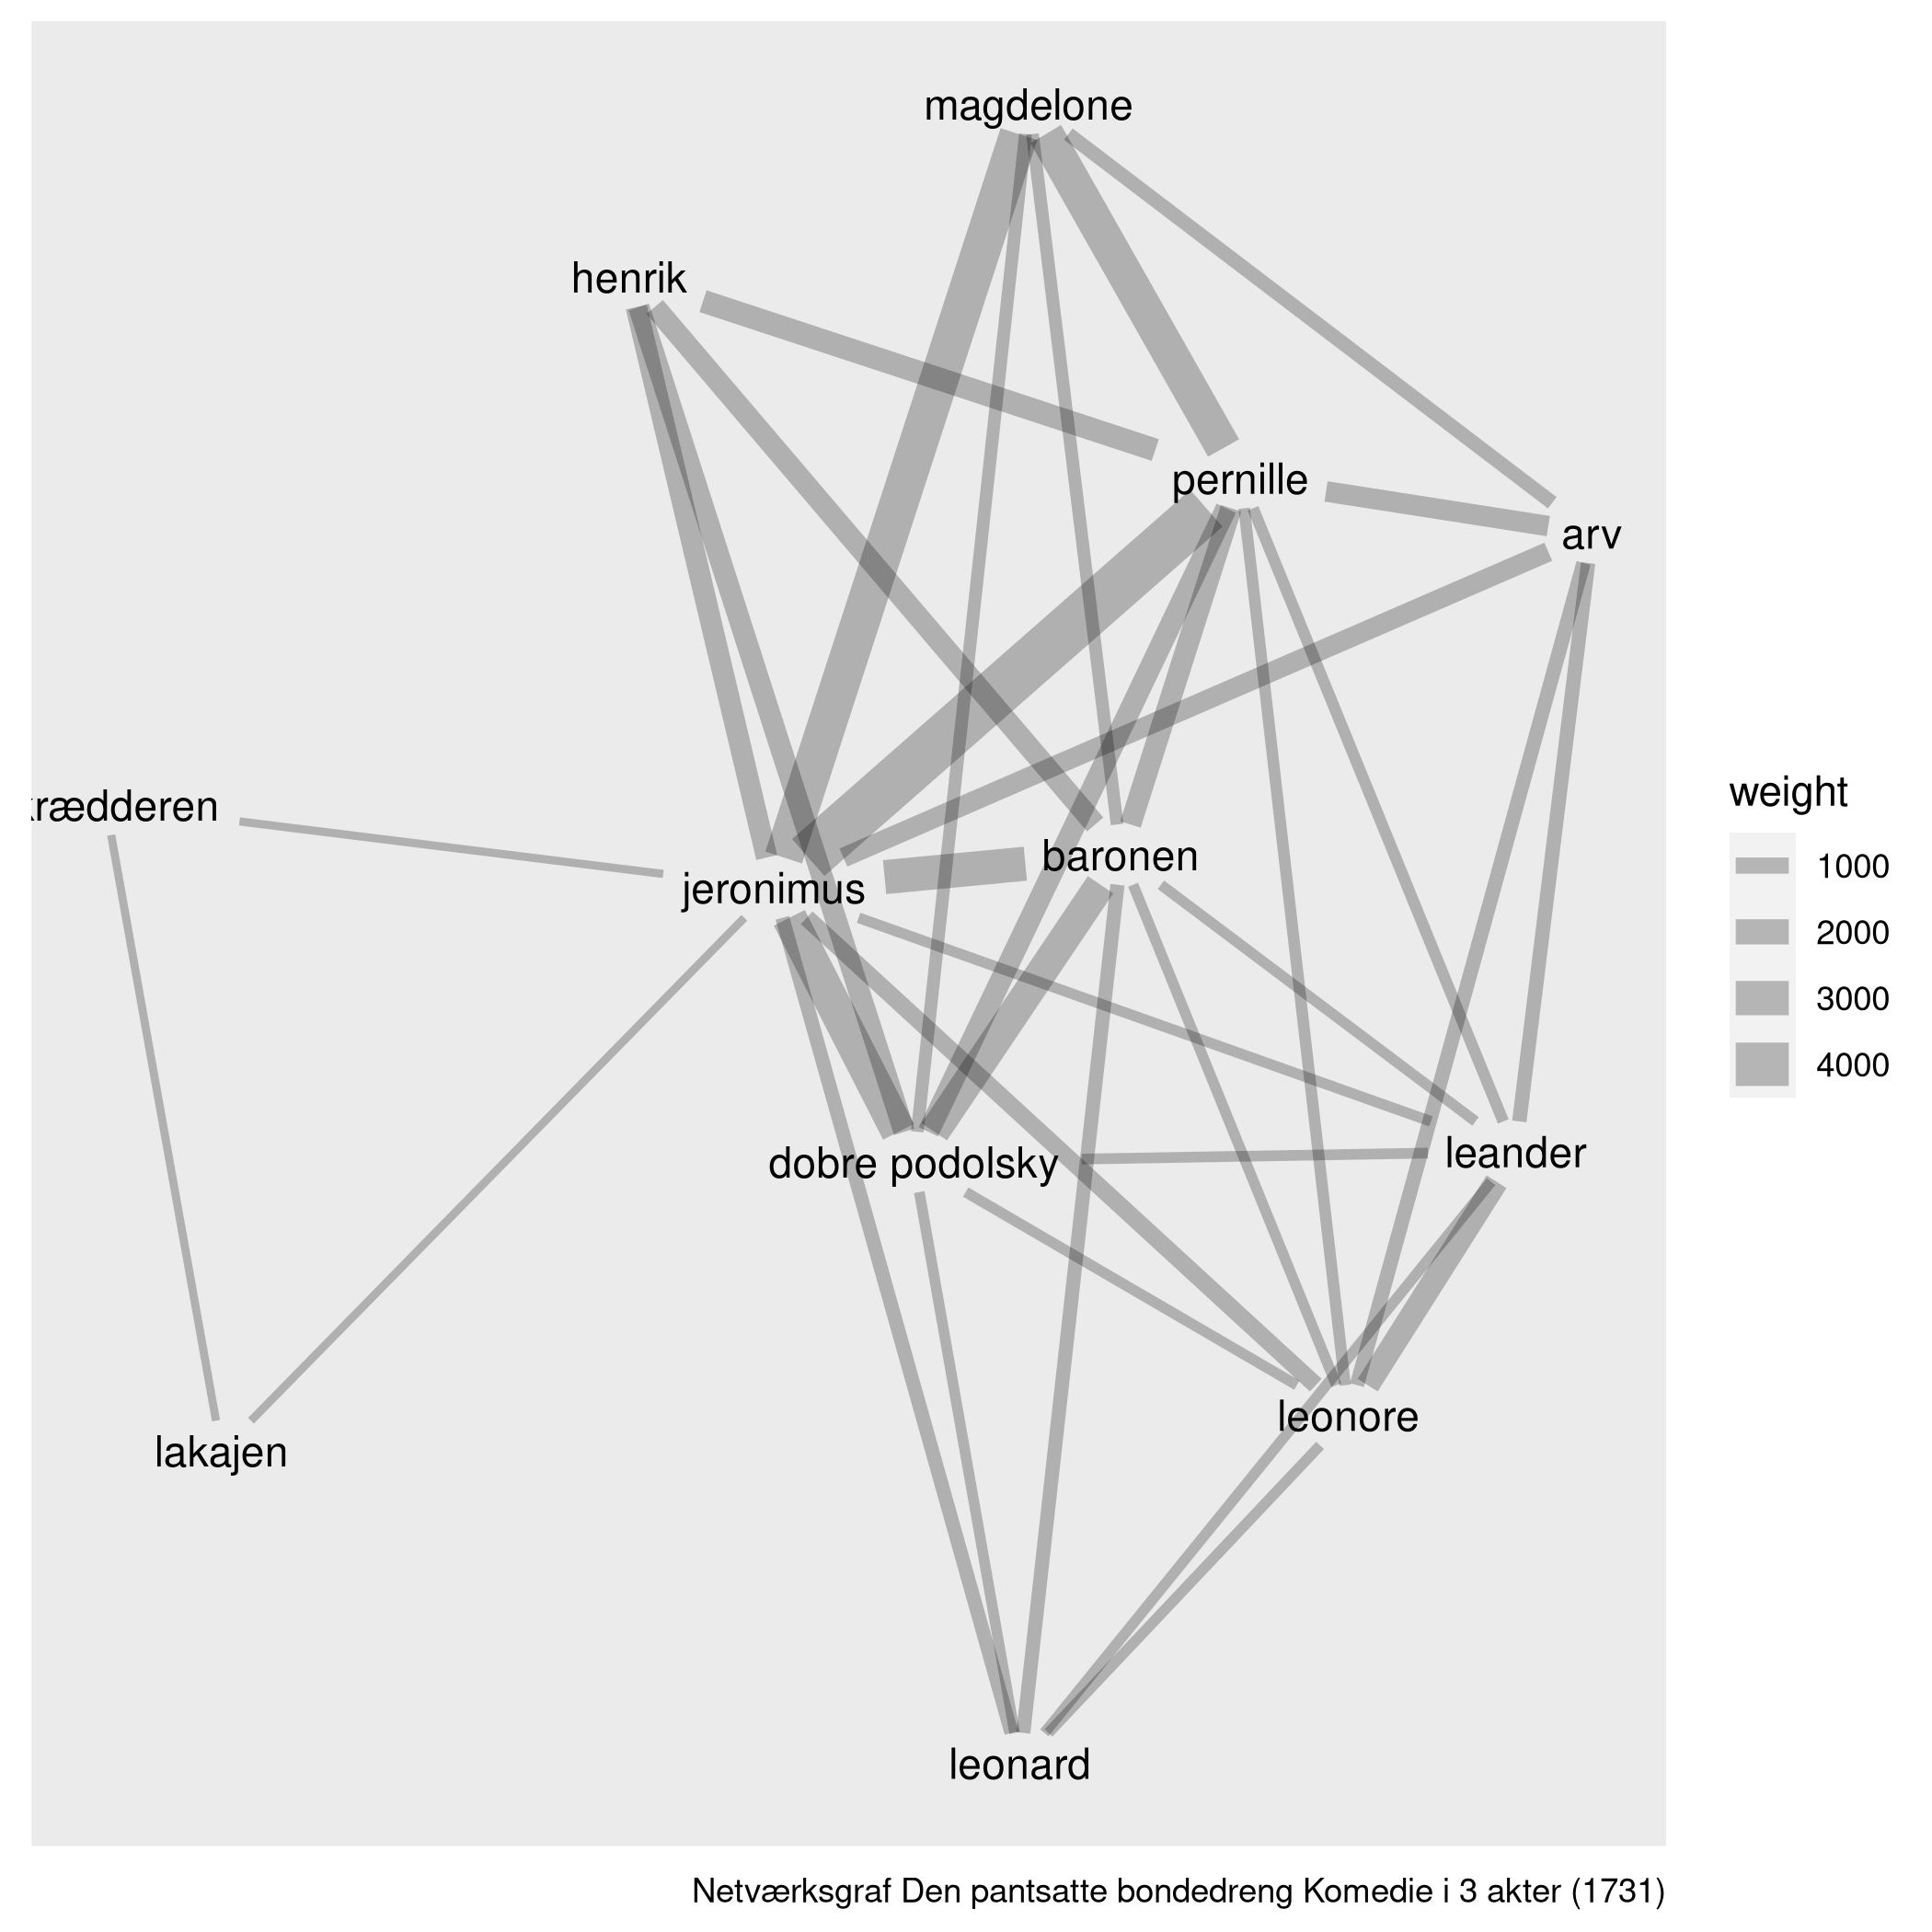 magdelone
henrik
pernille
arv
krædderen
baronen
jeronimus
dobre podolsky
leander
leonore
lakajen
leonard
weight
1000
2000
3000
4000
Netværksgraf Den pantsatte bondedreng Komedie i 3 akter (1731)